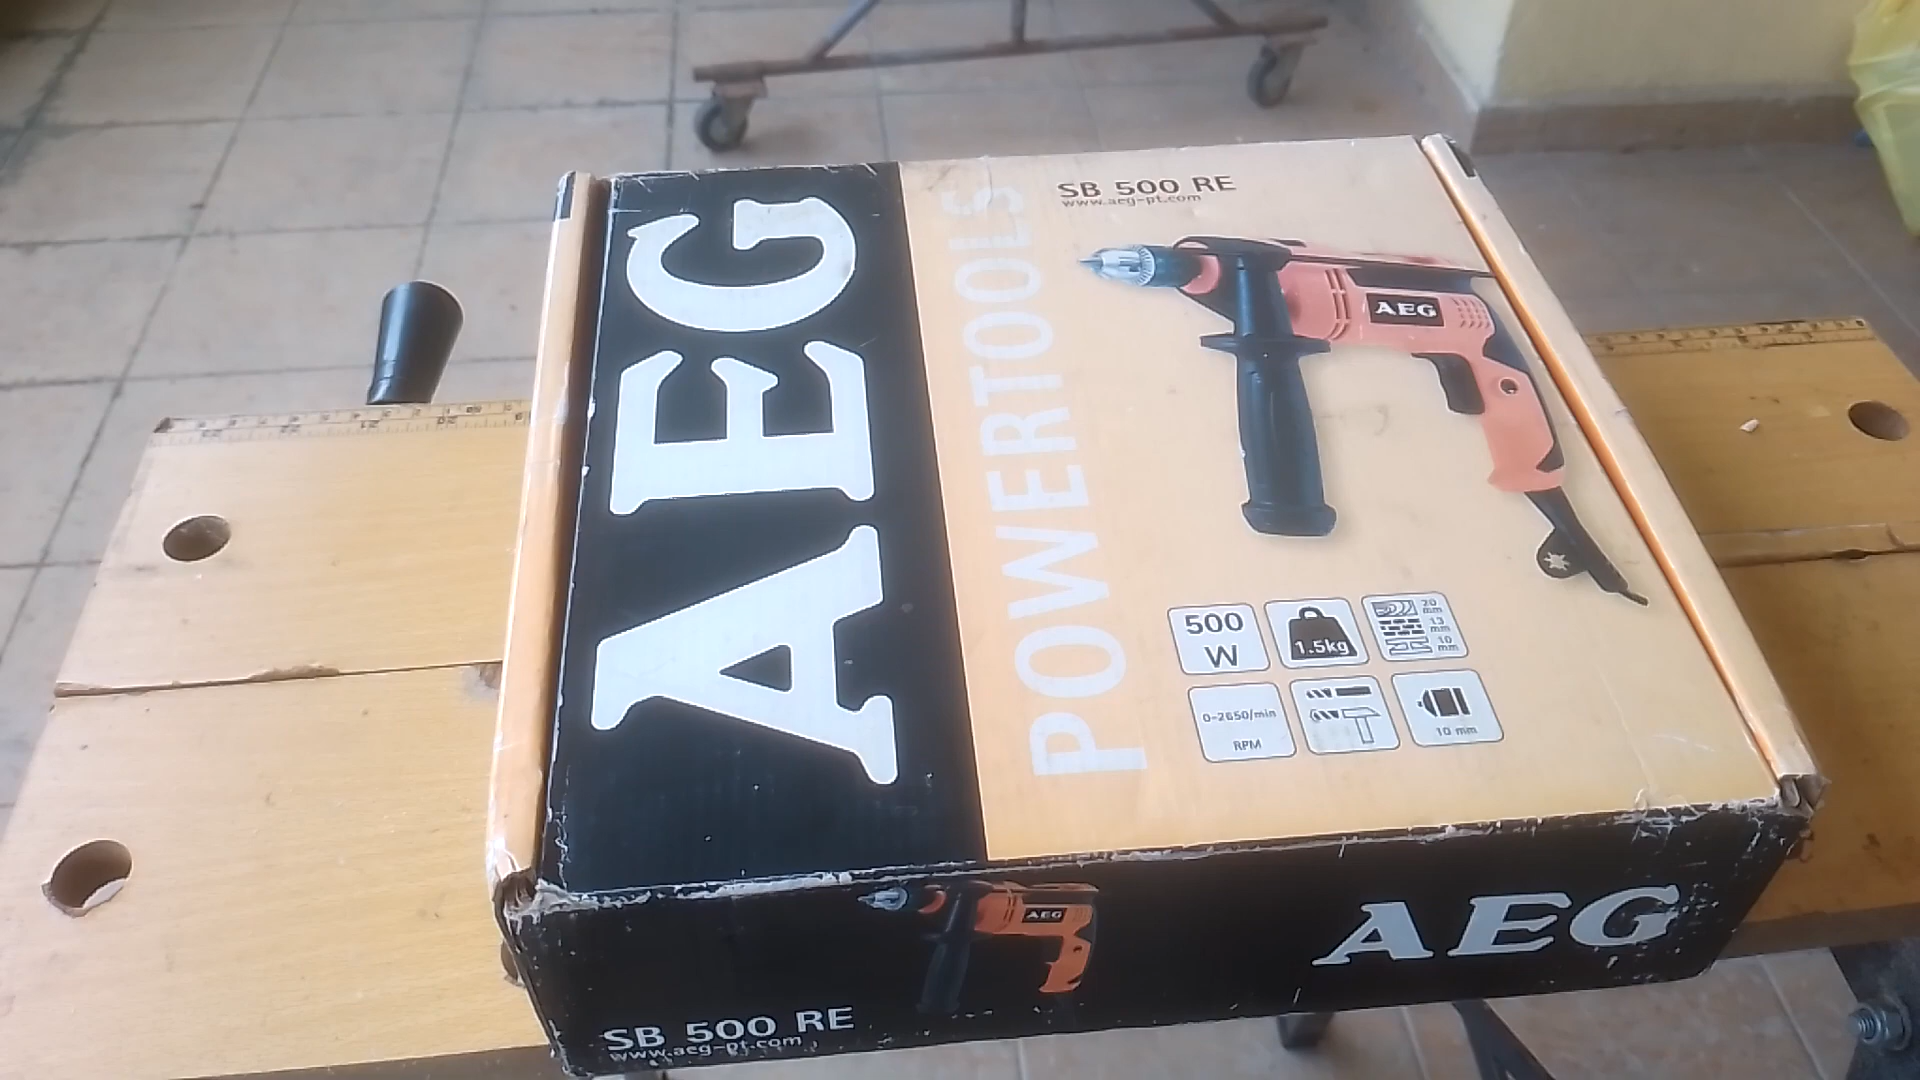 AEG
POWERTOOLS
SB 500 RE
www.aeg-pt.com
AEG
500
W
1.5kg
20
mm
13
mm
10
mm
0-2650/min
RPM
10 mm
AEG
AEG
SB 500 RE
www.aeg-pt.com